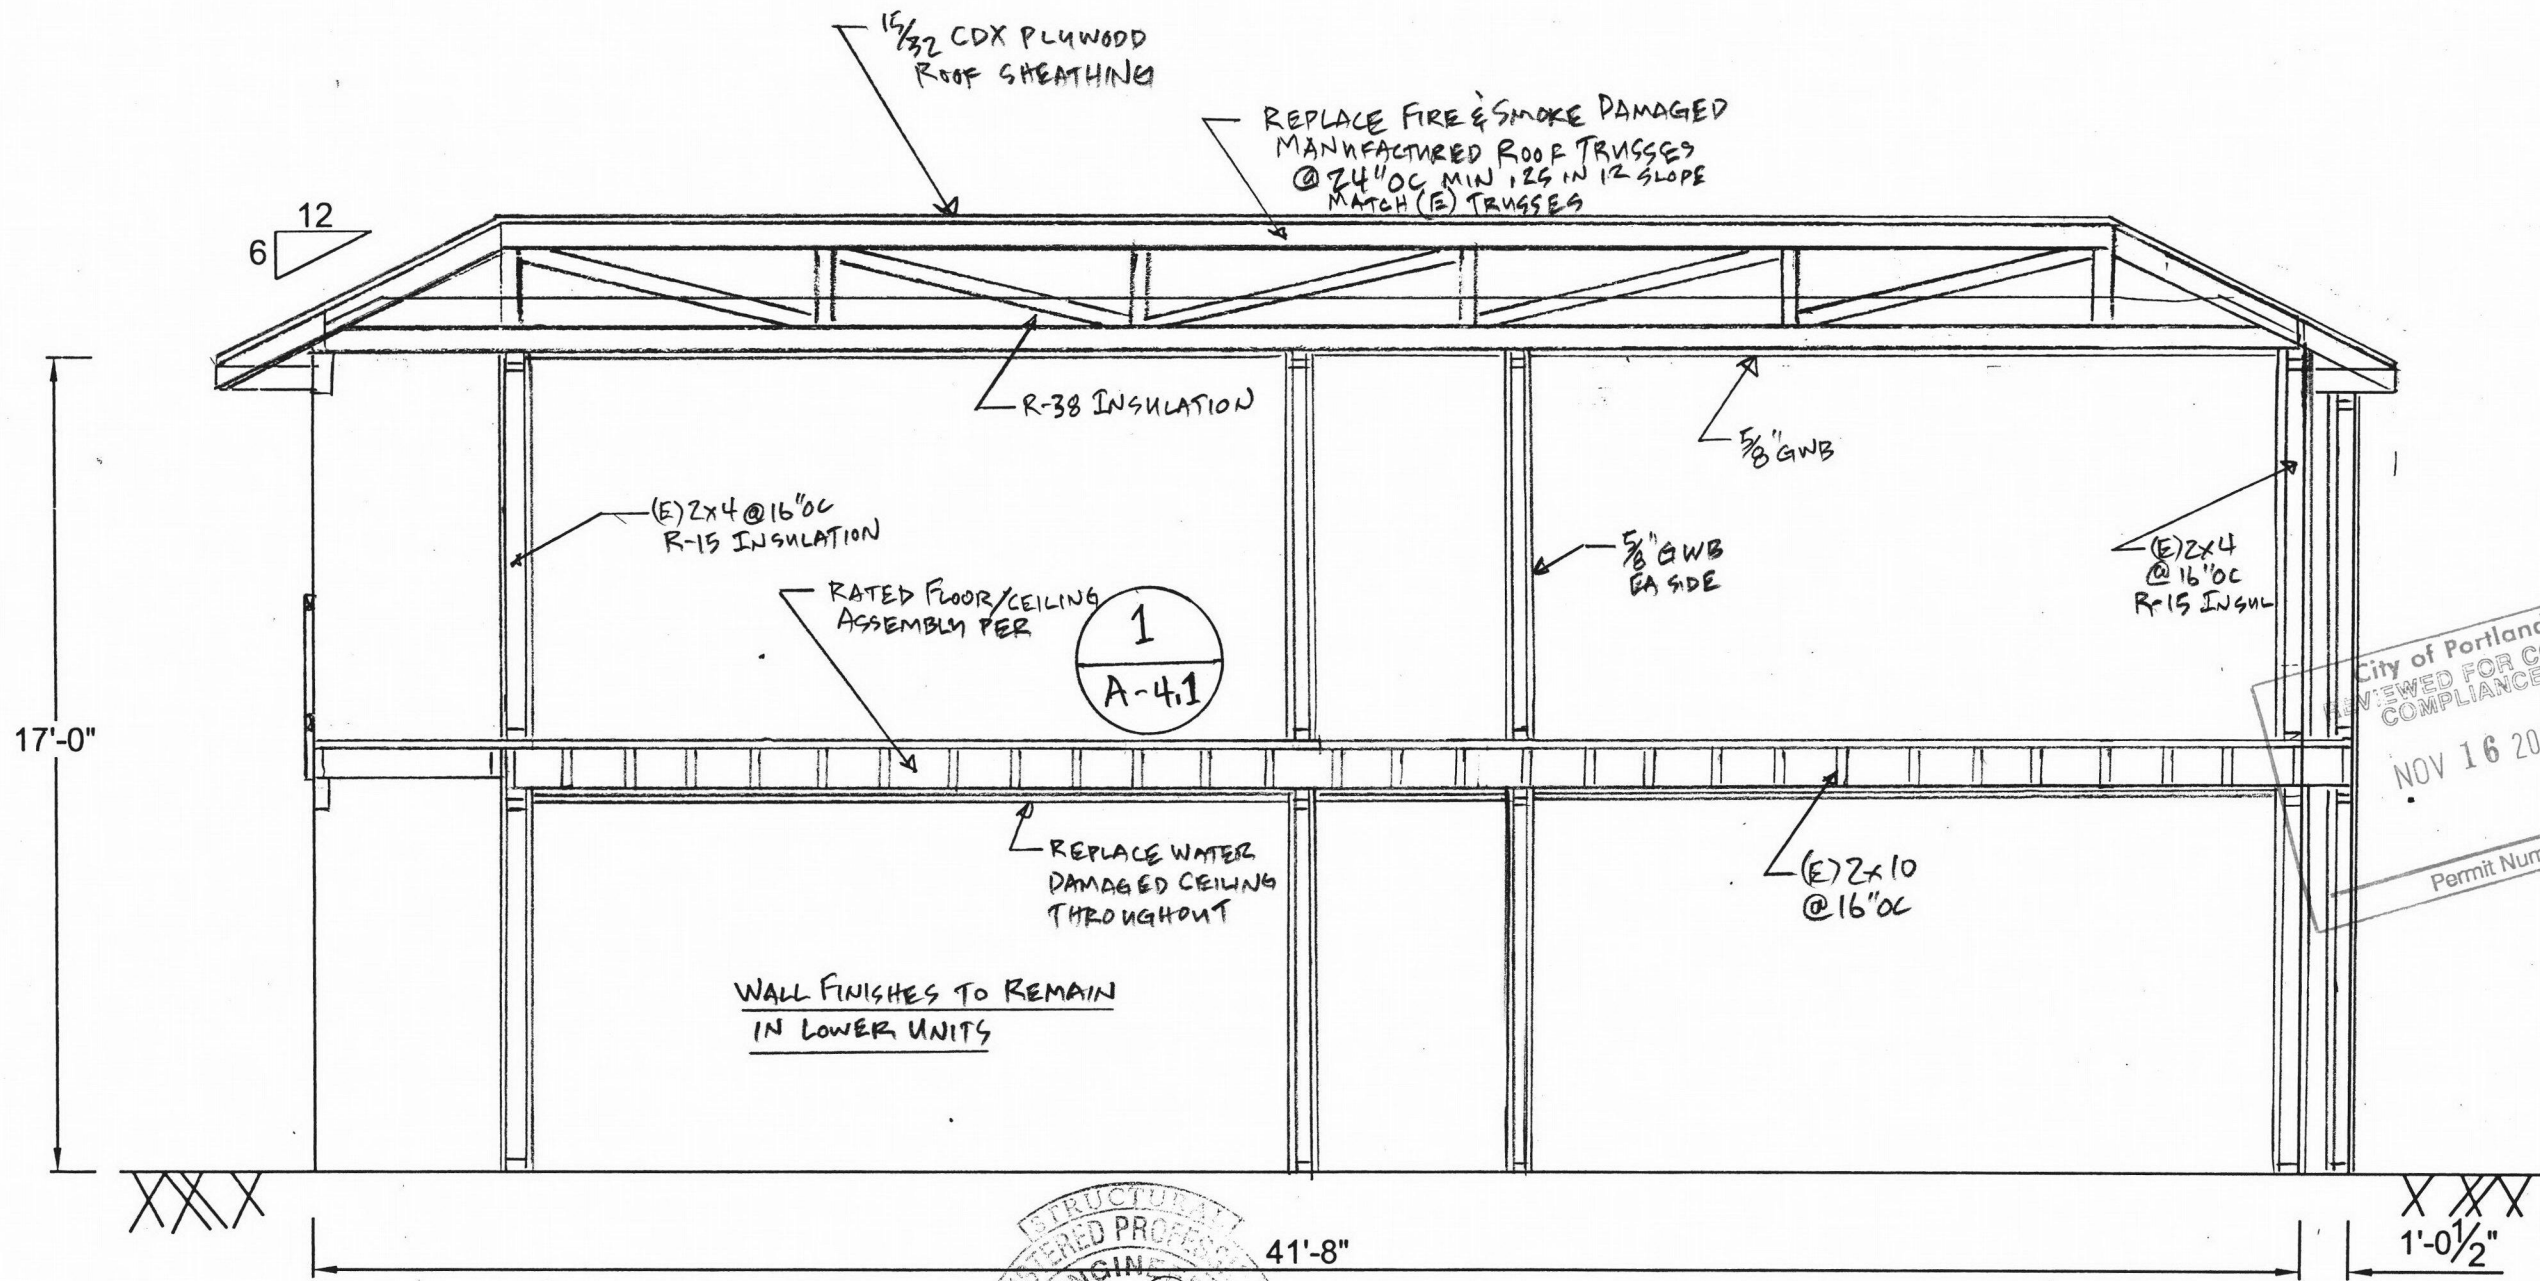 15/32 CDX PLYWOOD
ROOF SHEATHING
REPLACE FIRE & SMOKE DAMAGED
MANUFACTURED ROOF TRUSSES
@ 24" OC MIN .25 IN 12 SLOPE
MATCH (E) TRUSSES
12
6
R-38 INSULATION
5/8" GWB
(E) 2x4 @ 16" OC
R-15 INSULATION
5/8" GWB
EA SIDE
(E) 2x4
@ 16" OC
R-15 INSUL
RATED FLOOR/CEILING
ASSEMBLY PER
1
A-4.1
17'-0"
City of Portland
REVIEWED FOR
COMPLIANCE
NOV 16 20
Permit Num
REPLACE WATER
DAMAGED CEILING
THROUGHOUT
(E) 2x10
@ 16" OC
WALL FINISHES TO REMAIN
IN LOWER UNITS
STRUCTURAL
41'-8"
1'-0 1/2"